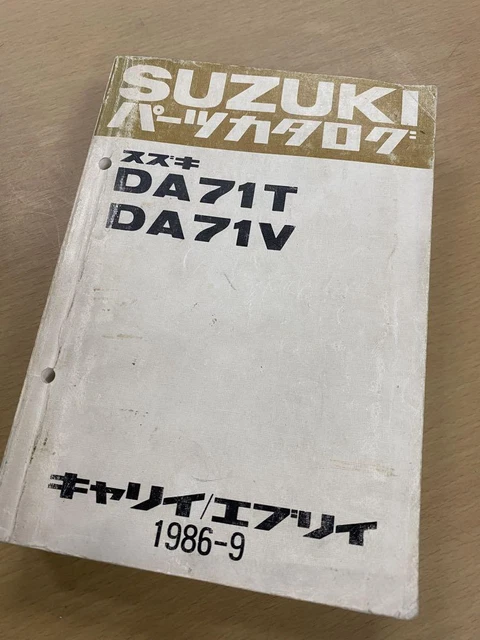 SUZUKI
パーツカタログ
スズキ
DA71T
DA71V
キャリイ/エブリイ
1986-9